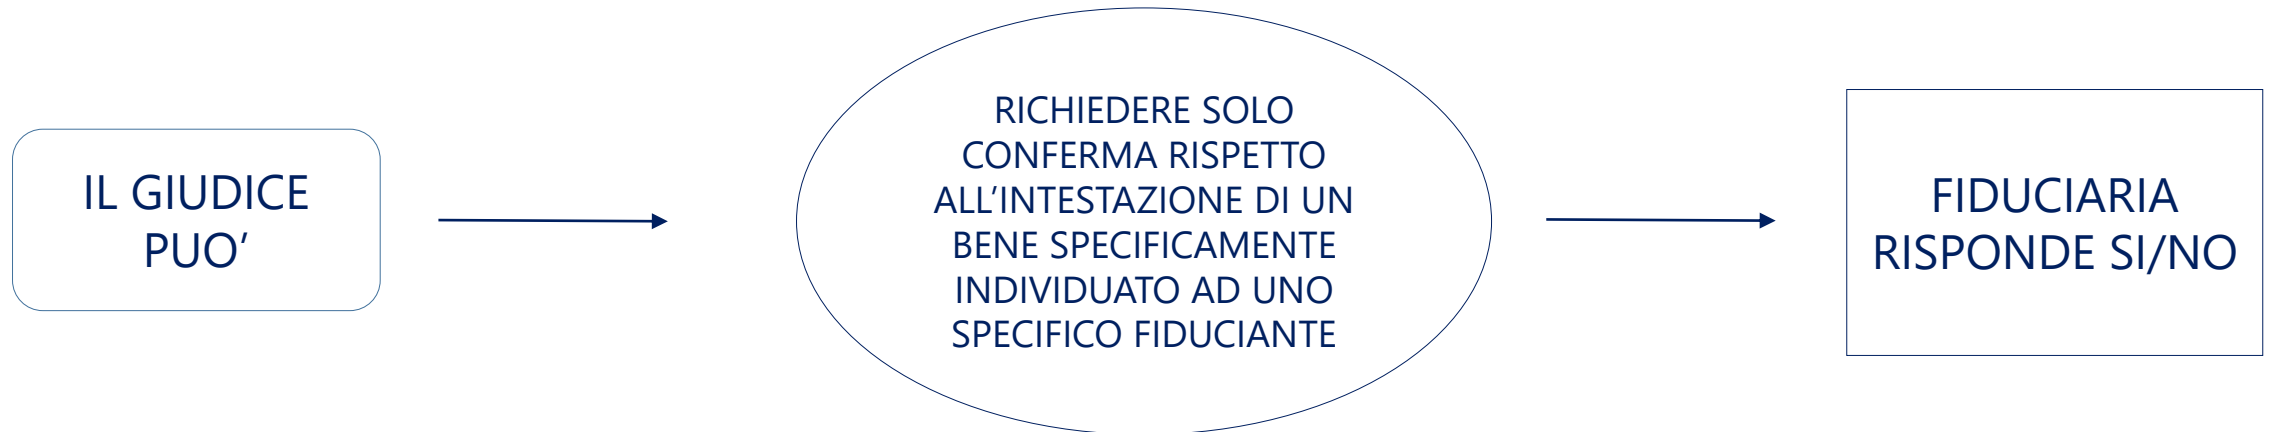 IL GIUDICE
PUO’
RICHIEDERE SOLO
CONFERMA RISPETTO
ALL’INTESTAZIONE DI UN
BENE SPECIFICAMENTE
INDIVIDUATO AD UNO
SPECIFICO FIDUCIANTE
FIDUCIARIA
RISPONDE SI/NO